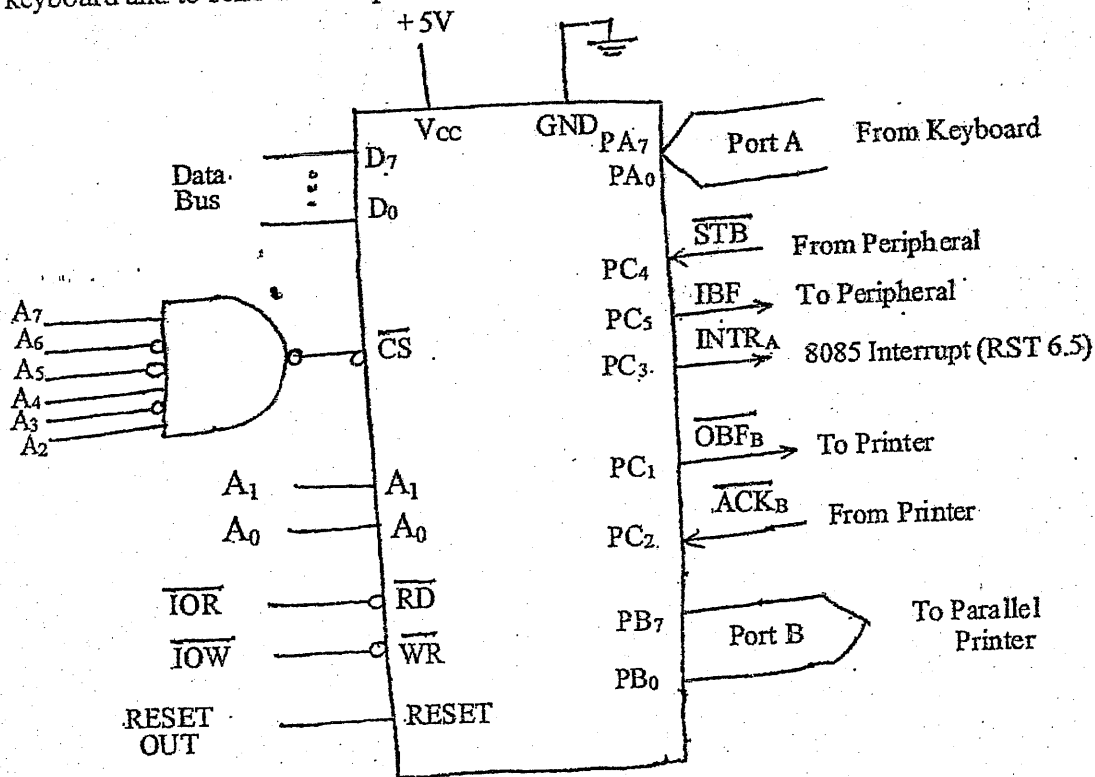 keyboard and to
+5V
VCC
GND
PA7
Port A
From Keyboard
PA0
Data
Bus
D7
D0
STB
From Peripheral
PC4
IBF
To Peripheral
PC5
A7
A6
A5
A4
A3
A2
CS
INTRA
8085 Interrupt (RST 6.5)
PC3
OBFB
To Printer
PC1
A1
A1
ACKB
From Printer
A0
A0
PC2
IOR
RD
PB7
To Parallel
Printer
Port B
IOW
WR
PB0
RESET
OUT
RESET